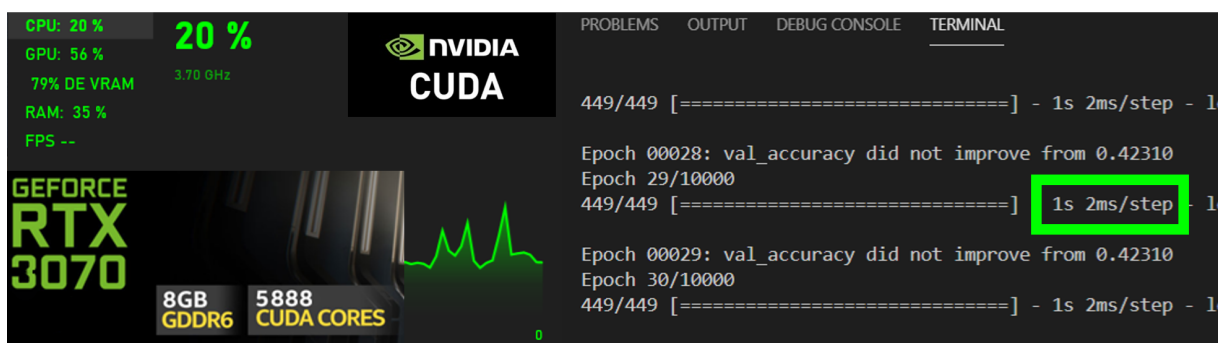 CPU: 20 %
GPU: 56 %
79% DE VRAM
RAM: 35 %
FPS --
20 %
3.70 GHz
NVIDIA
CUDA
GEFORCE
RTX
3070
8GB
GDDR6
5888
CUDA CORES
0
PROBLEMS OUTPUT DEBUG CONSOLE TERMINAL
449/449 [==============================] - 1s 2ms/step - l
Epoch 00028: val_accuracy did not improve from 0.42310
Epoch 29/10000
449/449 [==============================] 1s 2ms/step - l
Epoch 00029: val_accuracy did not improve from 0.42310
Epoch 30/10000
449/449 [==============================] - 1s 2ms/step - l